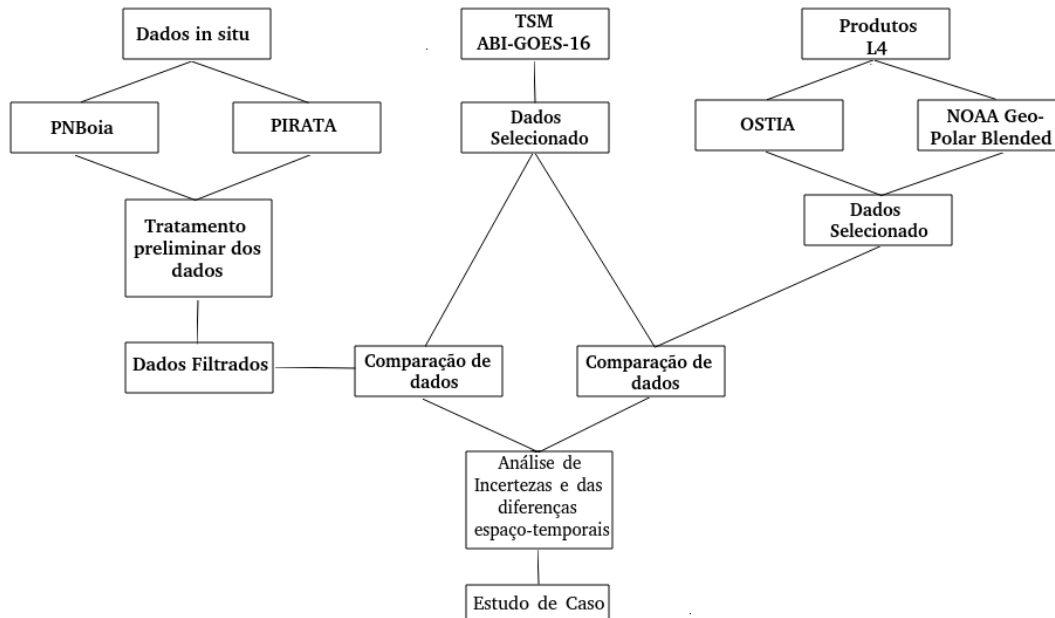 Dados in situ
TSM
ABI-GOES-16
Produtos
L4
PNBoia
PIRATA
Dados
Selecionado
OSTIA
NOAA Geo-
Polar Blended
Tratamento
preliminar dos
dados
Dados
Selecionado
Dados Filtrados
Comparação de
dados
Comparação de
dados
Análise de
Incertezas e das
diferenças
espaço-temporais
Estudo de Caso